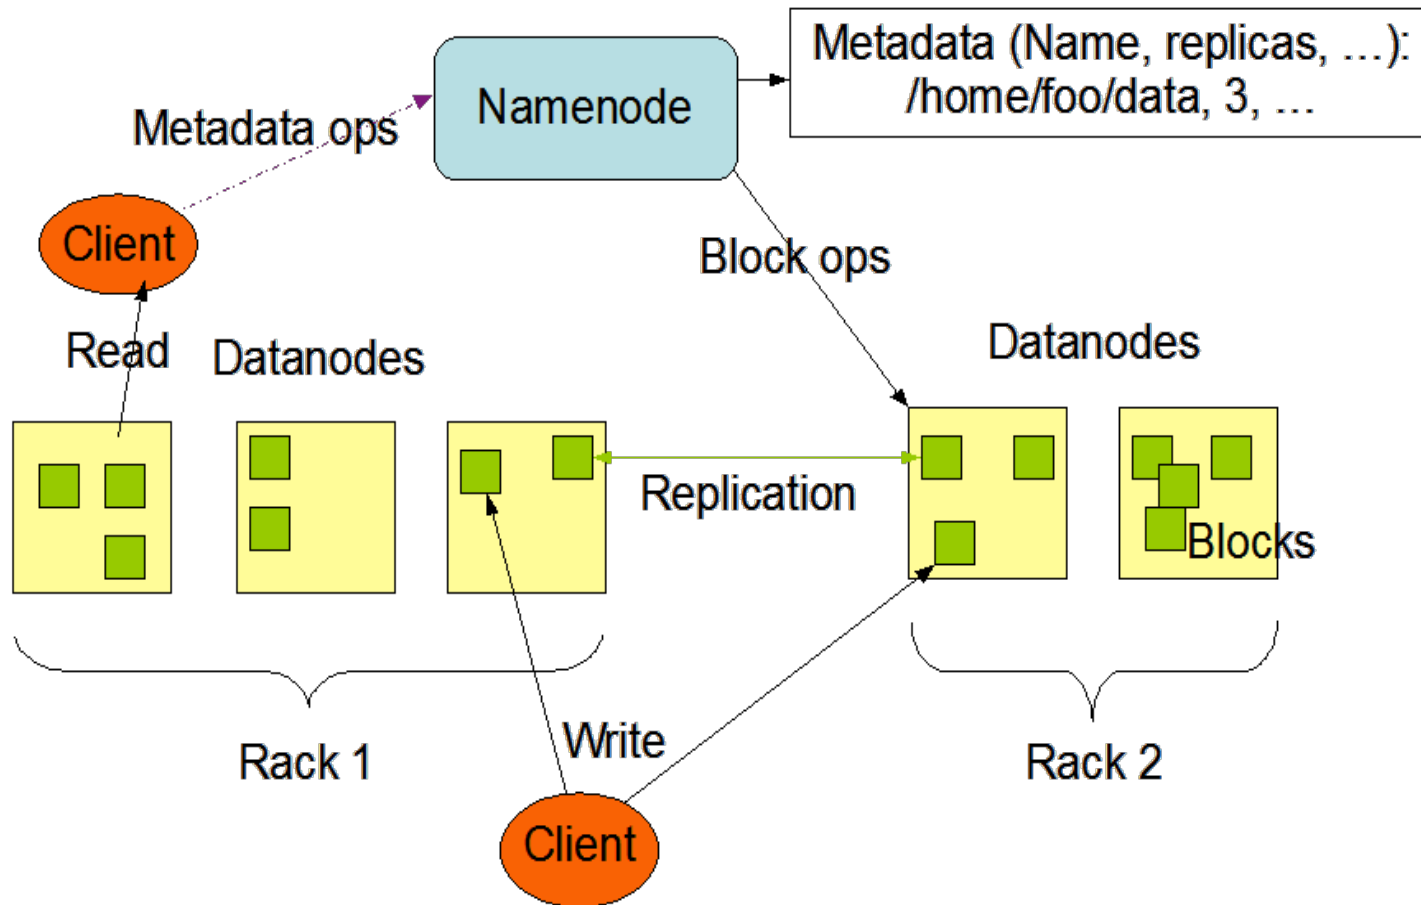 Metadata (Name, replicas, ...):
/home/foo/data, 3, ...
Namenode
Metadata ops
Client
Block ops
Read
Datanodes
Datanodes
Replication
Blocks
Rack 1
Write
Rack 2
Client